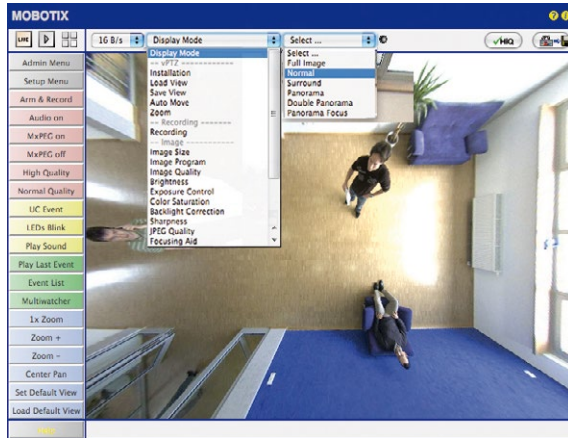 MOBOTIX
LIVE
16 B/s
Display Mode
Select ...
HiQ
Admin Menu
Setup Menu
Arm & Record
Audio on
MxPEG on
MxPEG off
High Quality
Normal Quality
UC Event
LEDs Blink
Play Sound
Play Last Event
Event List
Multiwatcher
1x Zoom
Zoom +
Zoom –
Center Pan
Set Default View
Load Default View
Display Mode
-- vPTZ --------
Installation
Load View
Save View
Auto Move
Zoom
-- Recording -------
Recording
-- Image -------
Image Size
Image Program
Image Quality
Brightness
Exposure Control
Color Saturation
Backlight Correction
Sharpness
JPEG Quality
Focusing Aid
Select ...
Full Image
Normal
Surround
Panorama
Double Panorama
Panorama Focus